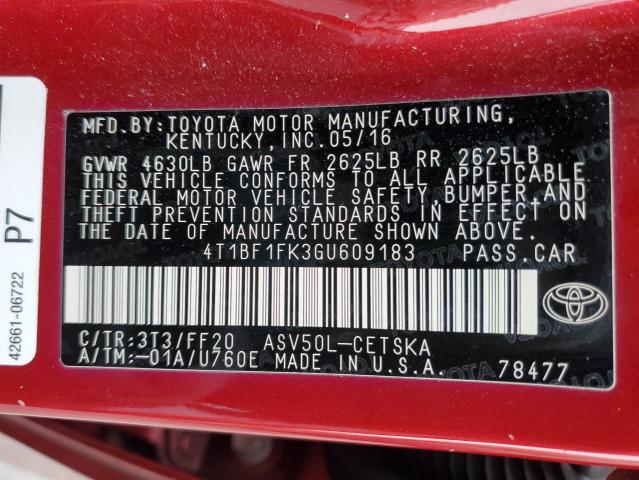 MFD.BY:TOYOTA MOTOR MANUFACTURING,
KENTUCKY,INC.05/16
GVWR 4630LB GAWR FR 2625LB RR 2625LB
THIS VEHICLE CONFORMS TO ALL APPLICABLE
FEDERAL MOTOR VEHICLE SAFETY,BUMPER,AND
THEFT PREVENTION STANDARDS IN EFFECT ON
THE DATE OF MANUFACTURE SHOWN ABOVE.
4T1BF1FK3GU609183 PASS.CAR
C/TR:3T3/FF20 ASV50L-CETSKA
A/TM:-01A/U760E MADE IN U.S.A. 78477
P7
42661-06722